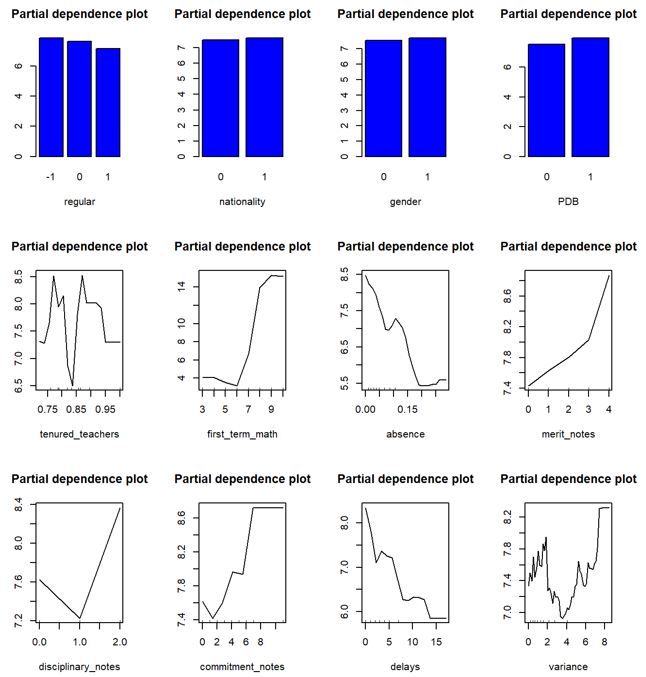 Partial dependence plot Partial dependence plot Partial dependence plot Partial dependence plot
0 2 4 6 0 1 2 3 4 5 6 7 0 1 2 3 4 5 6 7 0 2 4 6
-1 0 1 0 1 0 1 0 1
regular nationality gender PDB
Partial dependence plot Partial dependence plot Partial dependence plot Partial dependence plot
6.5 7.0 7.5 8.0 8.5 4 6 8 10 14 5.5 6.5 7.5 8.5 7.4 7.8 8.2 8.6
0.75 0.85 0.95 3 5 7 9 0.00 0.15 0 1 2 3 4
tenured_teachers first_term_math absence merit_notes
Partial dependence plot Partial dependence plot Partial dependence plot Partial dependence plot
7.2 7.6 8.0 8.4 7.4 7.8 8.2 8.6 6.0 7.0 8.0 7.0 7.4 7.8 8.2
0.0 1.0 2.0 0 2 4 6 0 5 10 15 0 2 4 6 8
disciplinary_notes commitment_notes delays variance